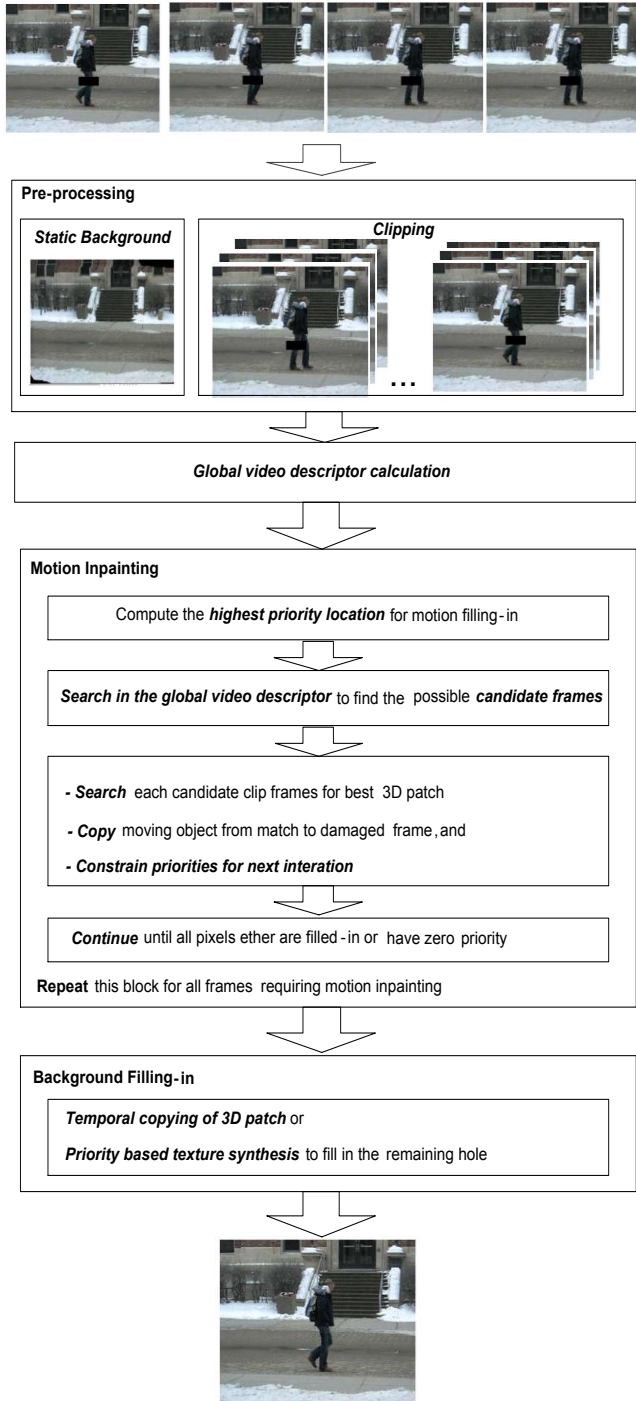 Pre-processing
Static Background
Clipping
...
Global video descriptor calculation
Motion Inpainting
Compute the highest priority location for motion filling-in
Search in the global video descriptor to find the possible candidate frames
- Search each candidate clip frames for best 3D patch
- Copy moving object from match to damaged frame, and
- Constrain priorities for next interation
Continue until all pixels ether are filled-in or have zero priority
Repeat this block for all frames requiring motion inpainting
Background Filling-in
Temporal copying of 3D patch or
Priority based texture synthesis to fill in the remaining hole